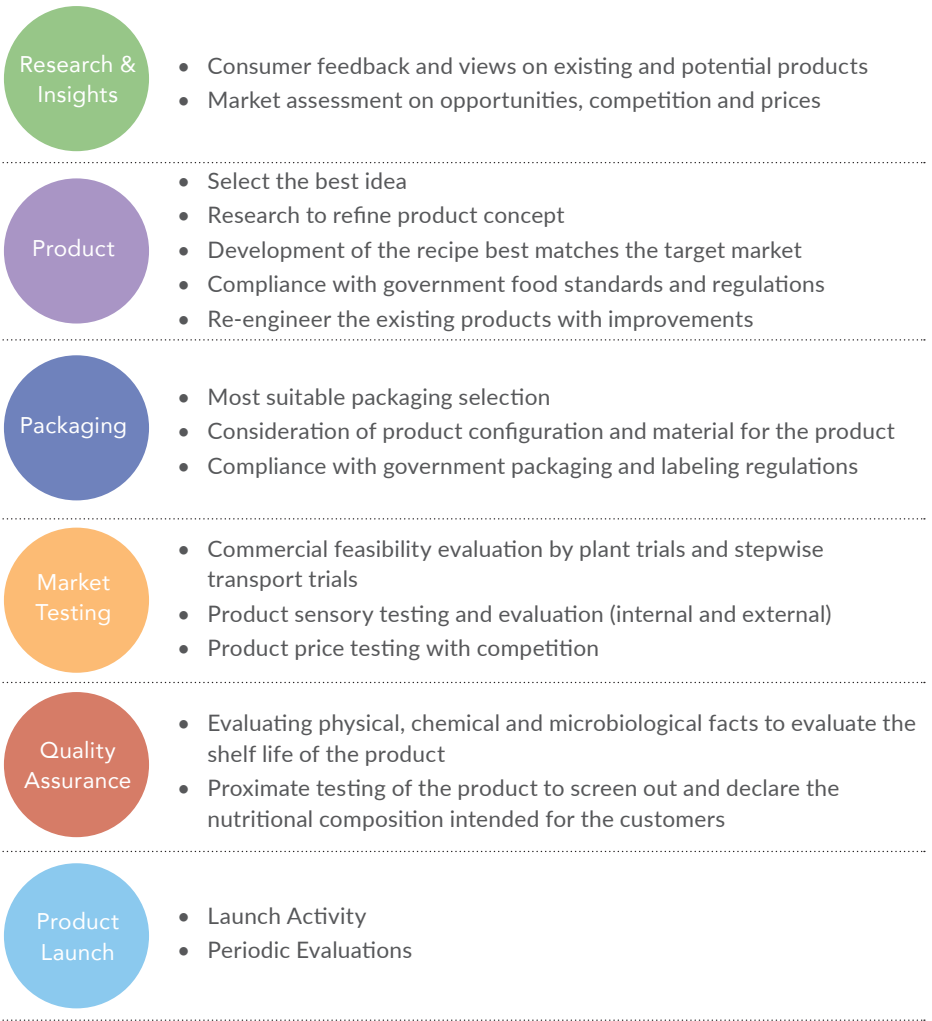 Research &
Insights
• Consumer feedback and views on existing and potential products
• Market assessment on opportunities, competition and prices
Product
• Select the best idea
• Research to refine product concept
• Development of the recipe best matches the target market
• Compliance with government food standards and regulations
• Re-engineer the existing products with improvements
Packaging
• Most suitable packaging selection
• Consideration of product configuration and material for the product
• Compliance with government packaging and labeling regulations
Market
Testing
• Commercial feasibility evaluation by plant trials and stepwise
transport trials
• Product sensory testing and evaluation (internal and external)
• Product price testing with competition
Quality
Assurance
• Evaluating physical, chemical and microbiological facts to evaluate the
shelf life of the product
• Proximate testing of the product to screen out and declare the
nutritional composition intended for the customers
Product
Launch
• Launch Activity
• Periodic Evaluations